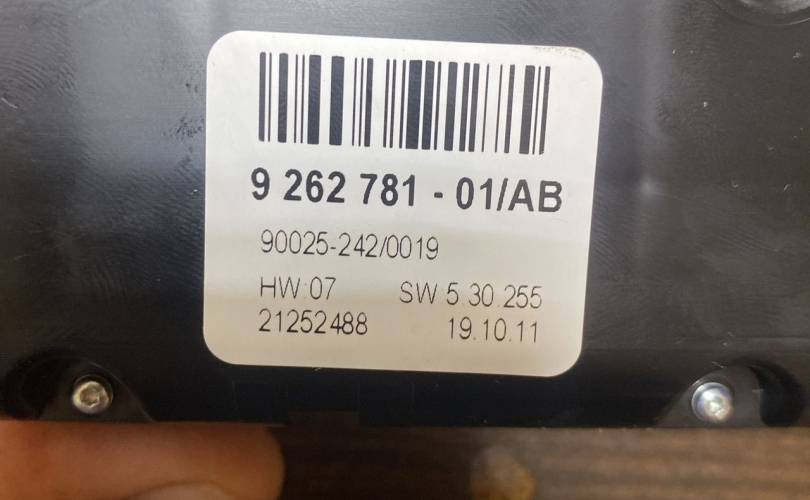 9 262 781 - 01/AB
90025-242/0019
HW:07 SW:5.30.255
21252488 19.10.11